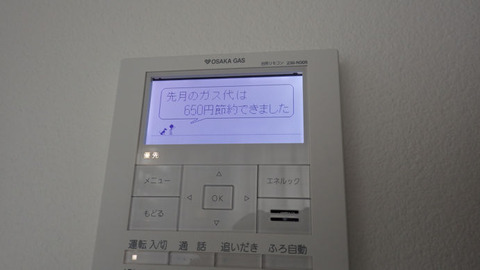 OSAKA GAS
先月のガス代は
650円節約できました
優先
メニュー
エネルック
OK
もどる
運転入/切 通話 追いだき ふろ自動